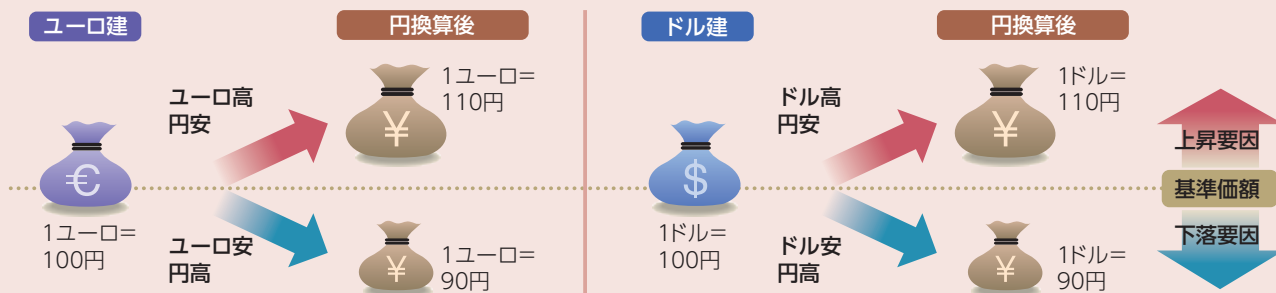 ユーロ建
円換算後
ユーロ高
円安
1ユーロ=
110円
€
¥
1ユーロ=
100円
ユーロ安
円高
¥
1ユーロ=
90円
ドル建
円換算後
ドル高
円安
1ドル=
110円
$
¥
1ドル=
100円
ドル安
円高
¥
1ドル=
90円
上昇要因
基準価額
下落要因